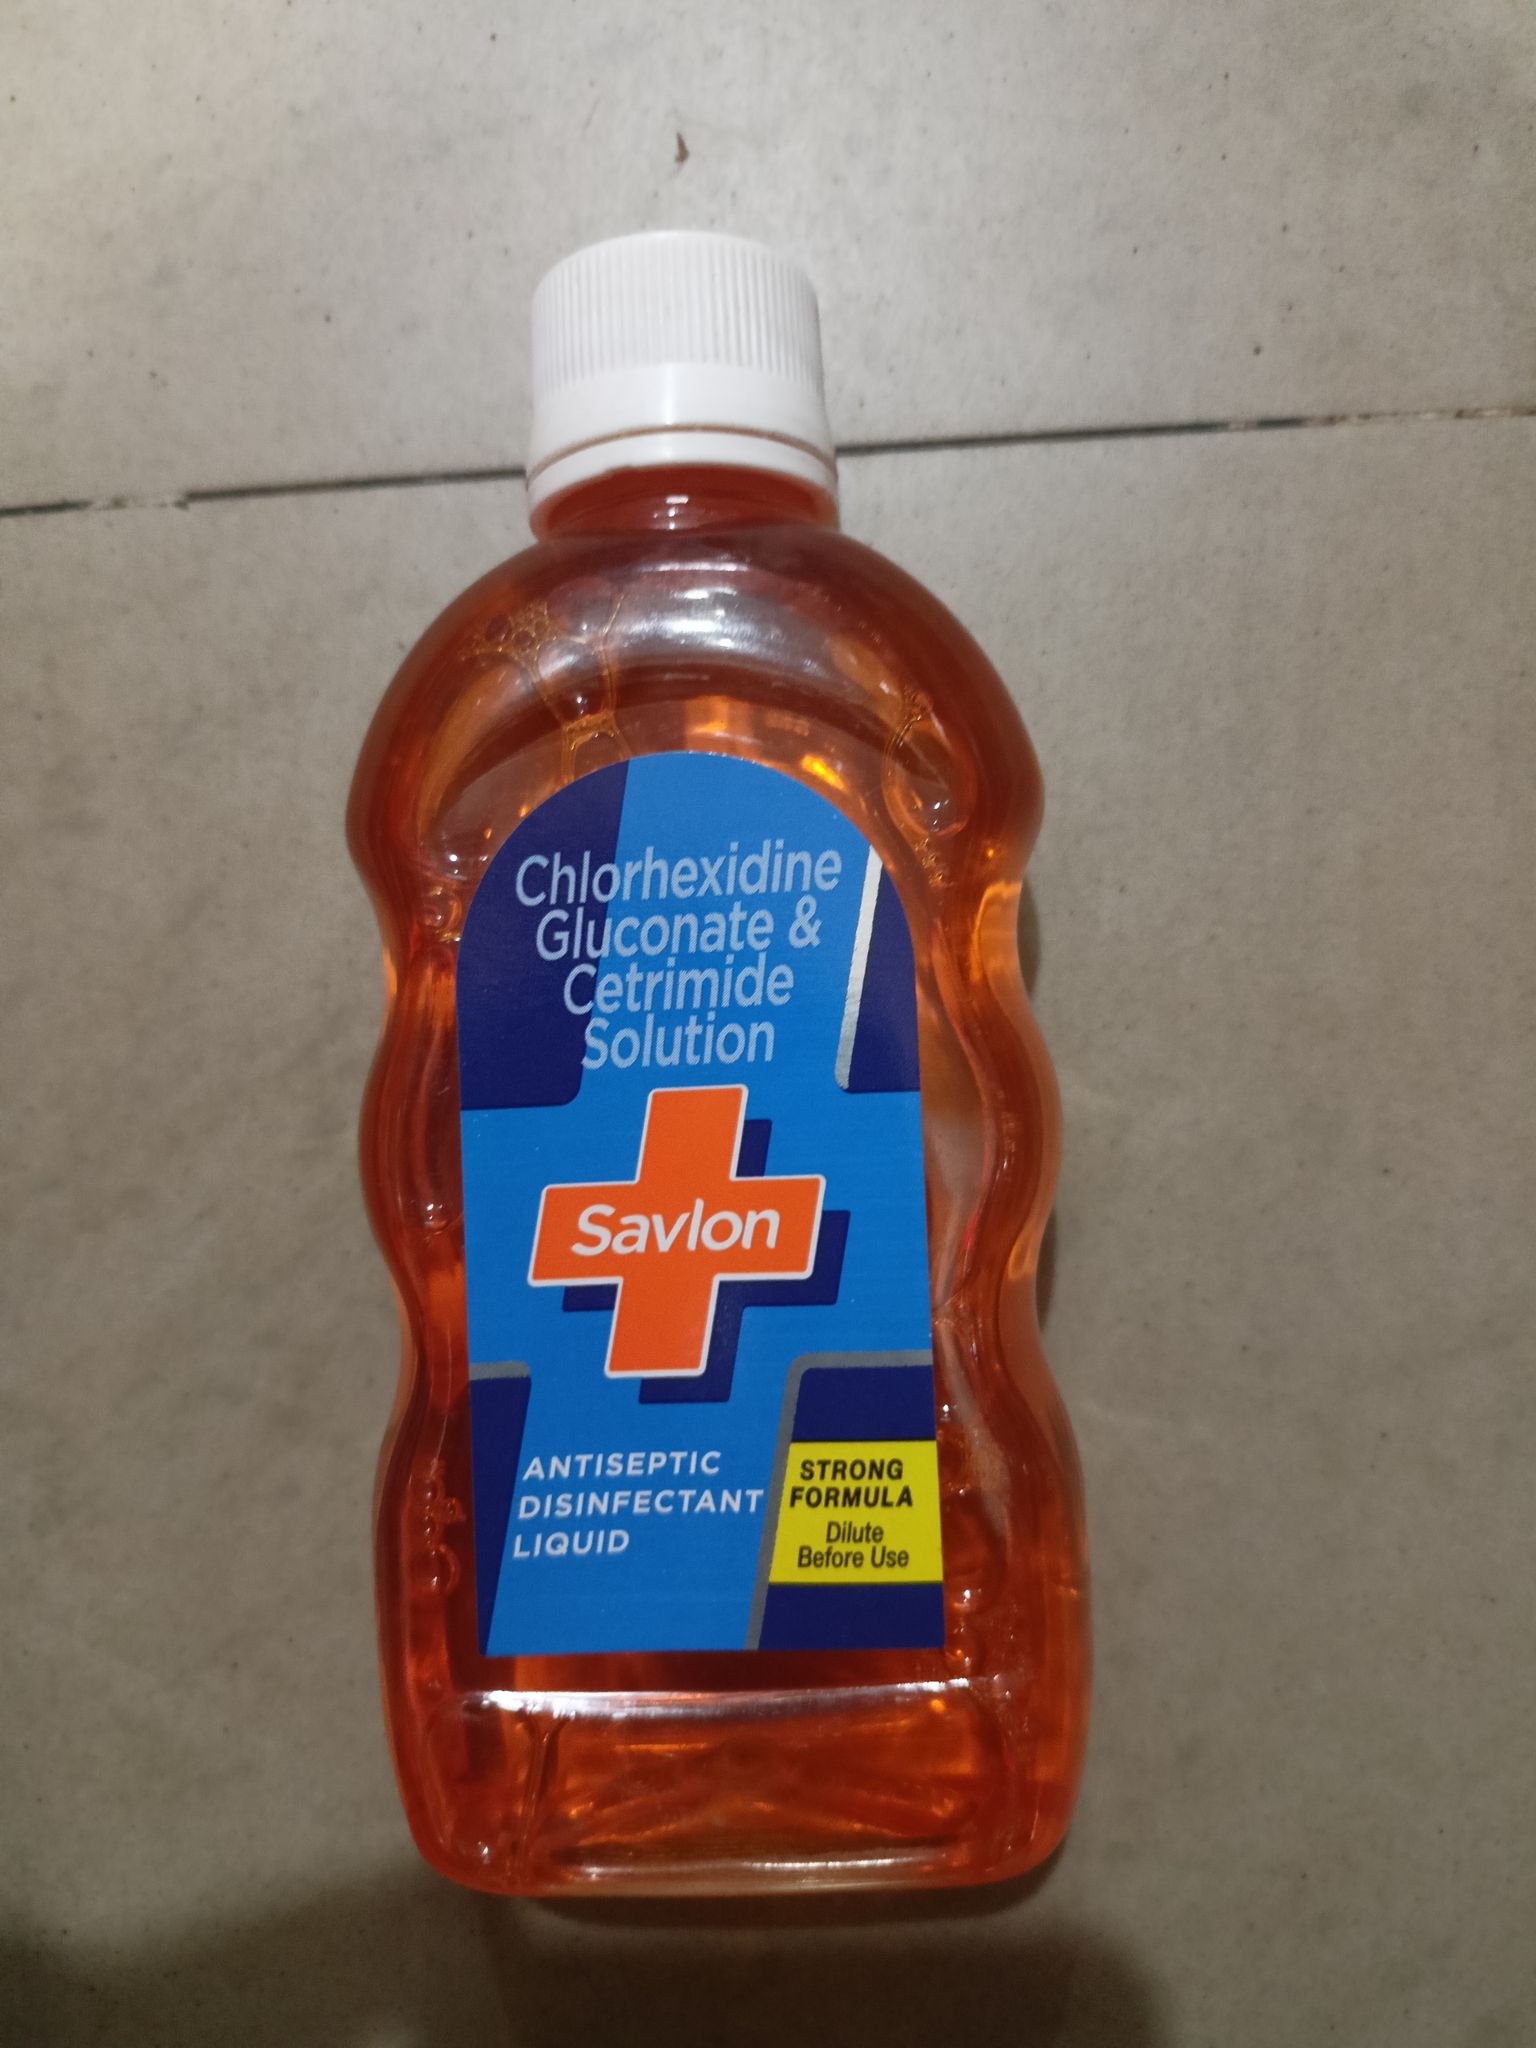 Chlorhexidine
Gluconate &
Cetrimide
Solution
Savlon
ANTISEPTIC
DISINFECTANT
LIQUID
STRONG
FORMULA
Dilute
Before Use